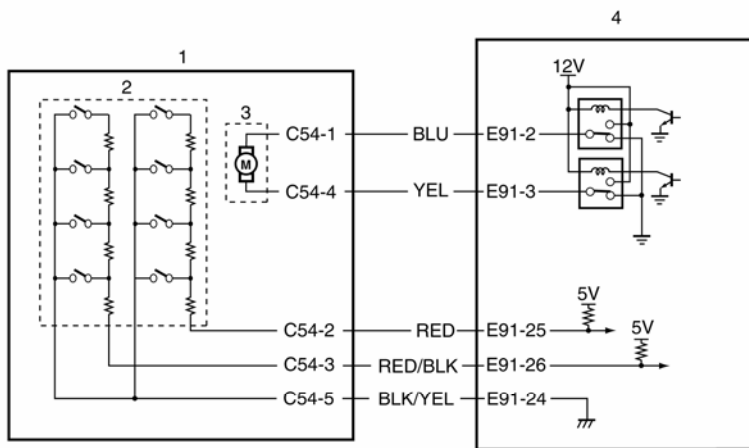 4
1
12V
2
3
C54-1 BLU E91-2
M
C54-4 YEL E91-3
5V
C54-2 RED E91-25
5V
C54-3 RED/BLK E91-26
C54-5 BLK/YEL E91-24